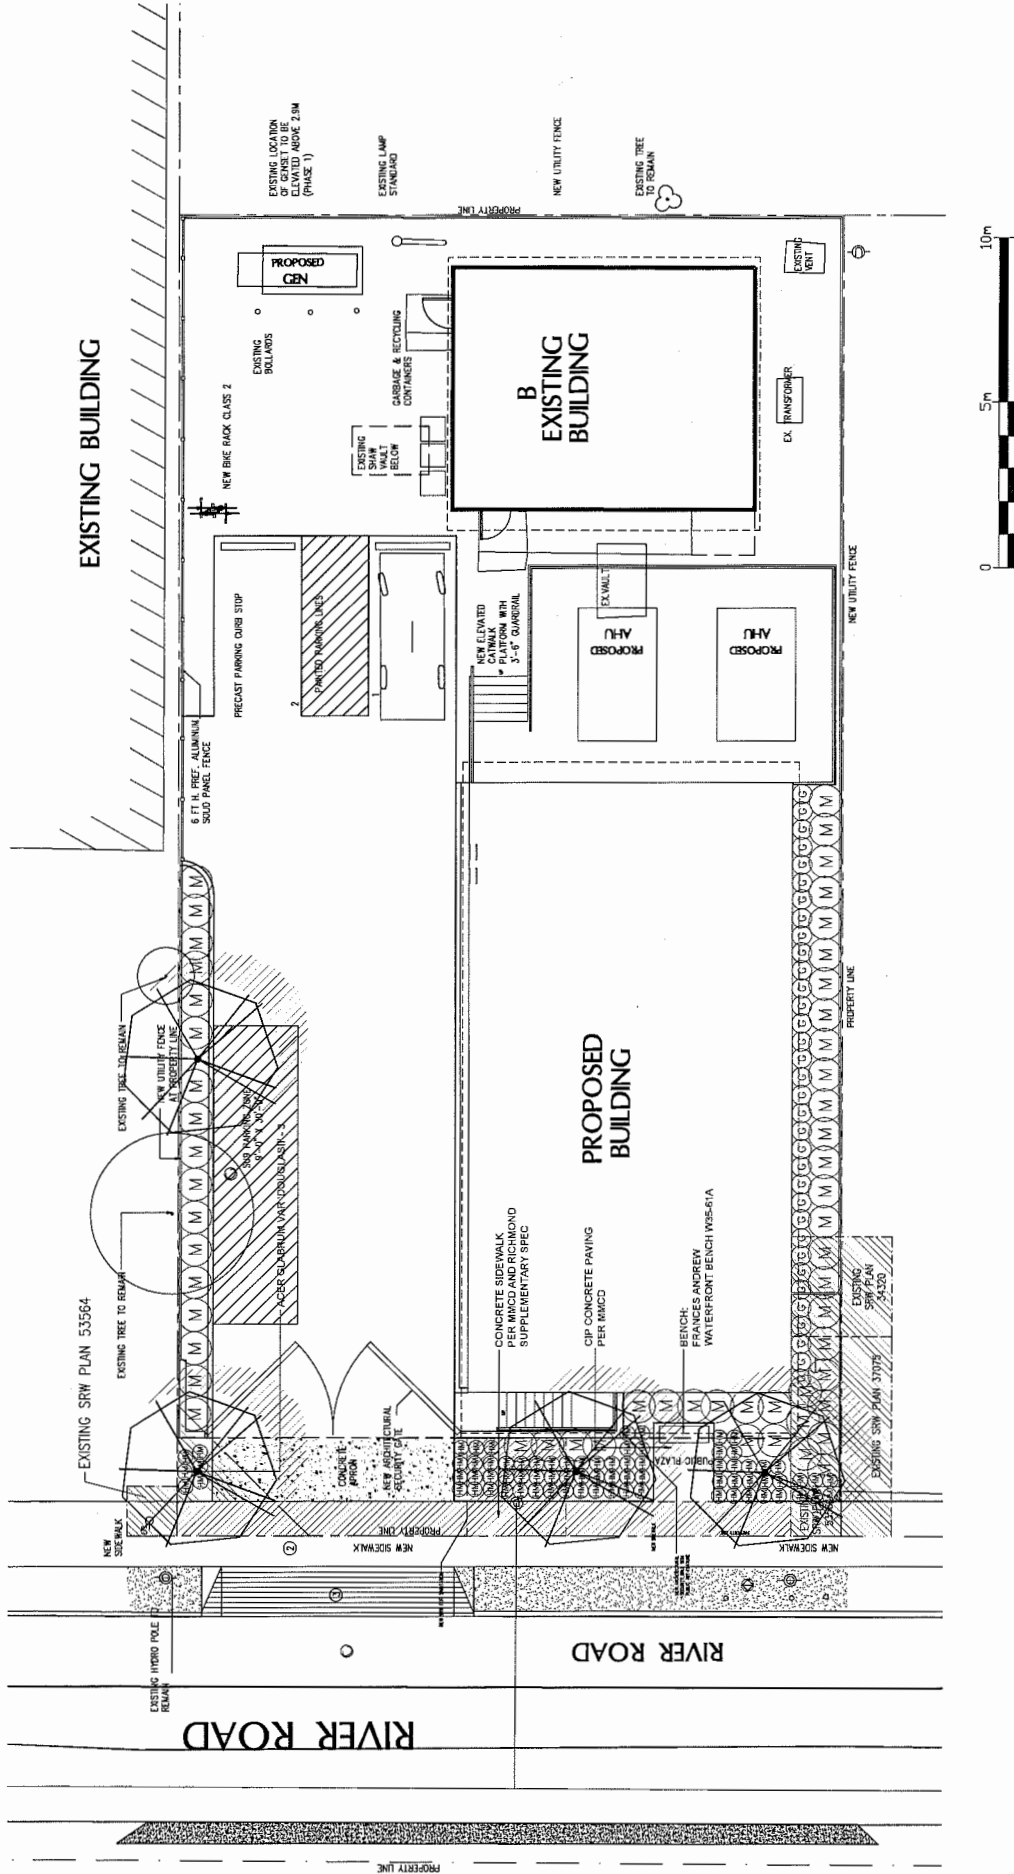 EXISTING BUILDING
EXISTING LOCATION
OF GENSET TO BE
ELEVATED ABOVE 2.9M
(PHASE 1)
EXISTING LAMP
STANDARD
NEW UTILITY FENCE
EXISTING TREE
TO REMAIN
PROPERTY LINE
PROPOSED
GEN
EXISTING
BOLLARDS
NEW BIKE RACK CLASS 2
GARBAGE & RECYCLING
CONTAINERS
EXISTING
SHAW
VAULT
BELOW
B
EXISTING
BUILDING
EXISTING
VENT
EX. TRANSFORMER
10m
5m
0
PRECAST PARKING CURB STOP
PAINTED PARKING LINES
2
1
NEW ELEVATED
CATWALK
PLATFORM WITH
3'-6" GUARDRAIL
EX.VAULT
PROPOSED
AHU
PROPOSED
AHU
NEW UTILITY FENCE
6 FT H. PREF. ALUMINUM
SOLID PANEL FENCE
EXISTING TREE TO REMAIN
NEW UTILITY FENCE
AT PROPERTY LINE
PROPERTY LINE
PROPOSED
BUILDING
ACER GLABRUM VAR. DOUGLASII - 3
EXISTING SRW PLAN 53564
EXISTING TREE TO REMAIN
CONCRETE SIDEWALK
PER MMCD AND RICHMOND
SUPPLEMENTARY SPEC
CIP CONCRETE PAVING
PER MMCD
BENCH:
FRANCES ANDREW
WATERFRONT BENCH W35-61A
EXISTING
SRW PLAN
34320
EXISTING SRW PLAN 37075
CONCRETE
APRON
NEW ARCHITECTURAL
SECURITY GATE
PUBLIC PLAZA
NEW
SIDEWALK
PROPERTY LINE
NEW SIDEWALK
NEW SIDEWALK
2
3
EXISTING HYDRO POLE TO
REMAIN
RIVER ROAD
RIVER ROAD
PROPERTY LINE